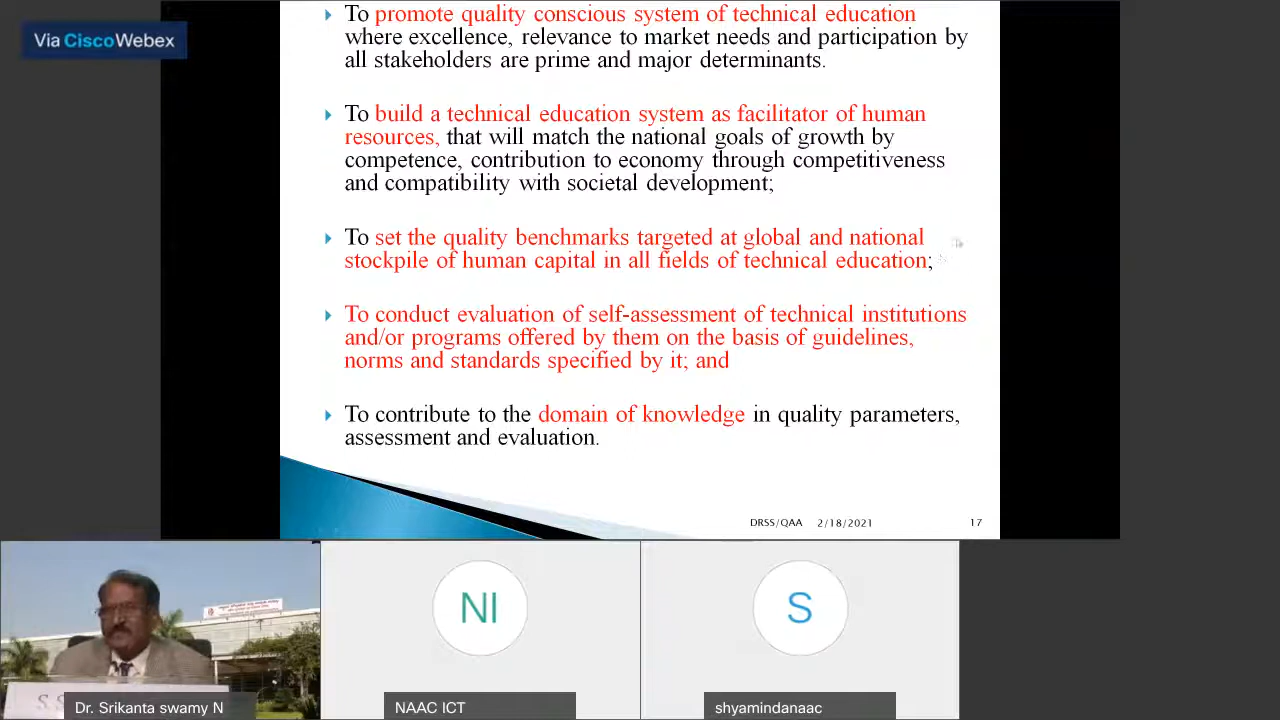 Via CiscoWebex
To promote quality conscious system of technical education
where excellence, relevance to market needs and participation by
all stakeholders are prime and major determinants.
To build a technical education system as facilitator of human
resources, that will match the national goals of growth by
competence, contribution to economy through competitiveness
and compatibility with societal development;
To set the quality benchmarks targeted at global and national
stockpile of human capital in all fields of technical education;
To conduct evaluation of self-assessment of technical institutions
and/or programs offered by them on the basis of guidelines,
norms and standards specified by it; and
To contribute to the domain of knowledge in quality parameters,
assessment and evaluation.
DRSS/QAA 2/18/2021 17
NI
S
Dr. Srikanta swamy N
NAAC ICT
shyamindanaac